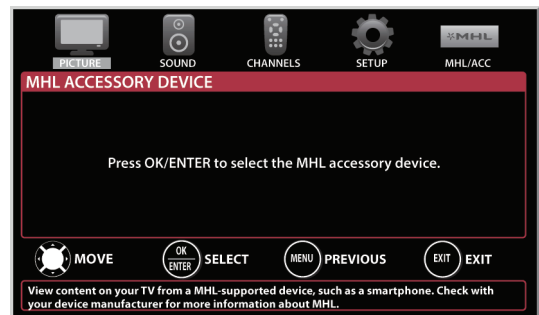 MHL
PICTURE
SOUND
CHANNELS
SETUP
MHL/ACC
MHL ACCESSORY DEVICE
Press OK/ENTER to select the MHL accessory device.
MOVE
OK
ENTER
SELECT
MENU
PREVIOUS
EXIT
EXIT
View content on your TV from a MHL-supported device, such as a smartphone. Check with
your device manufacturer for more information about MHL.